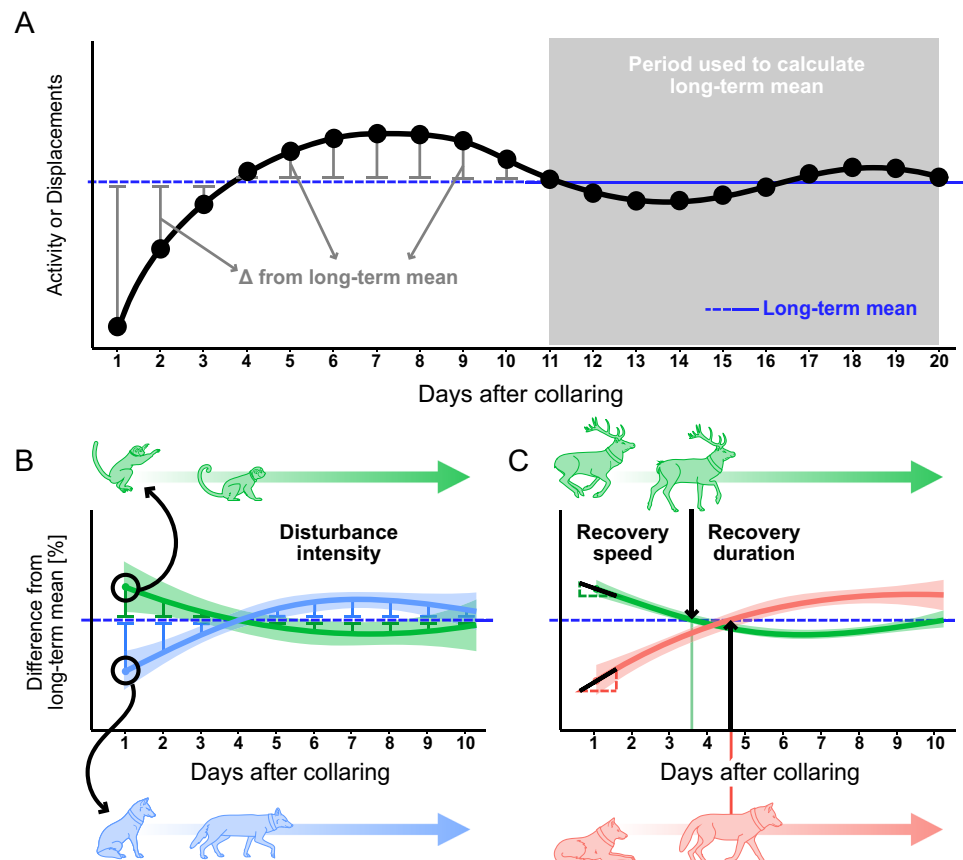 A
Activity or Displacements
Period used to calculate
long-term mean
Δ from long-term mean
Long-term mean
1 2 3 4 5 6 7 8 9 10 11 12 13 14 15 16 17 18 19 20
Days after collaring
B
Difference from
long-term mean [%]
Disturbance
intensity
1 2 3 4 5 6 7 8 9 10
Days after collaring
C
Recovery
speed
Recovery
duration
1 2 3 4 5 6 7 8 9 10
Days after collaring